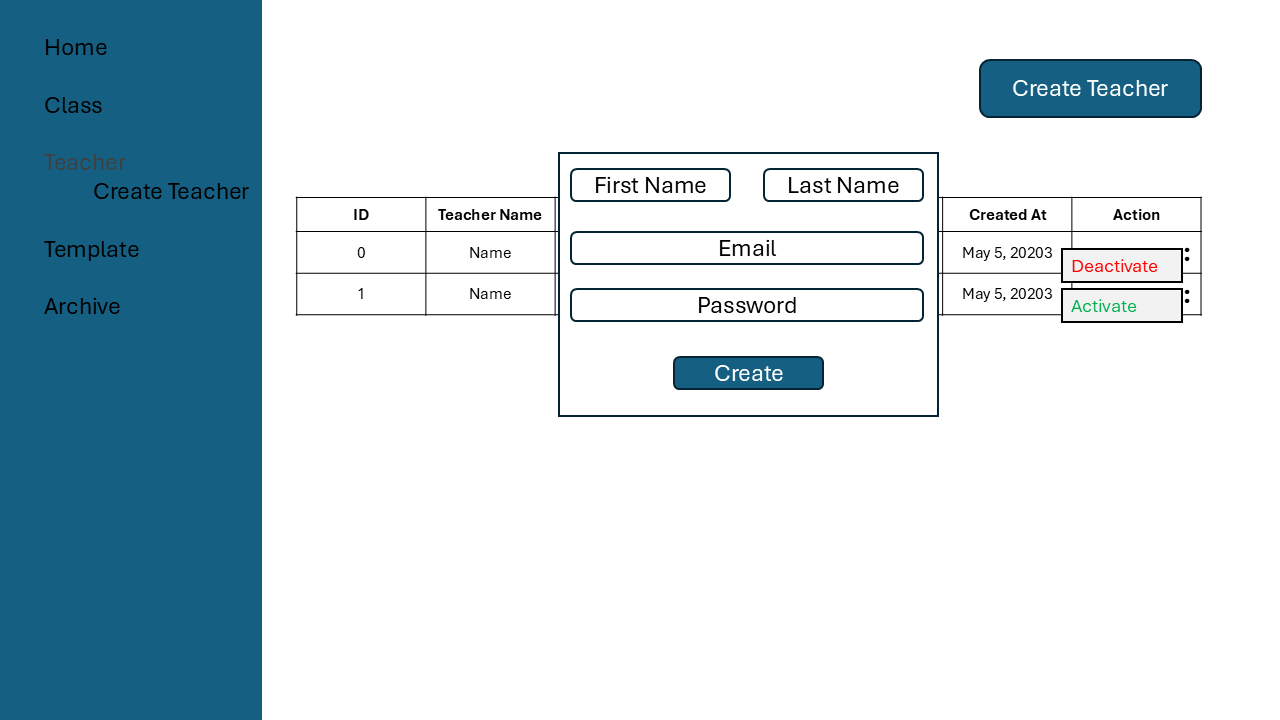 Home
Class
Teacher
Create Teacher
Template
Archive
Create Teacher
ID Teacher Name Created At Action
0 Name May 5, 20203
1 Name May 5, 20203
First Name Last Name
Email
Password
Create
Deactivate
Activate